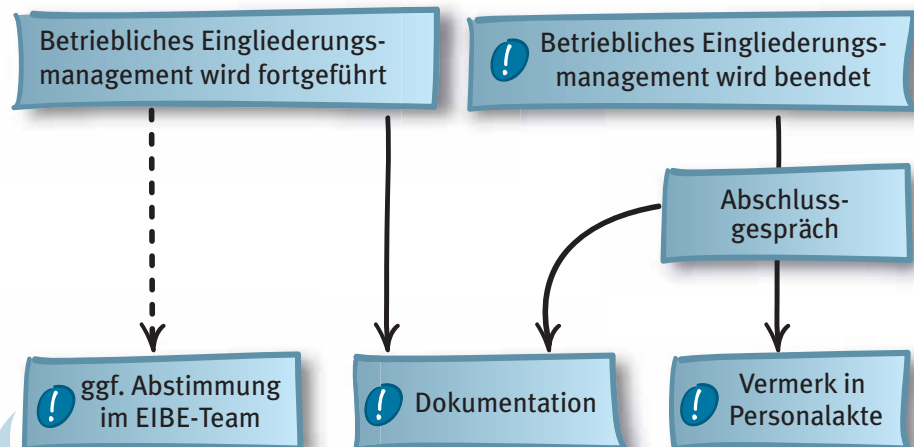 Betriebliches Eingliederungs-
management wird fortgeführt
! Betriebliches Eingliederungs-
management wird beendet
Abschluss-
gespräch
! ggf. Abstimmung
im EIBE-Team
! Dokumentation
! Vermerk in
Personalakte